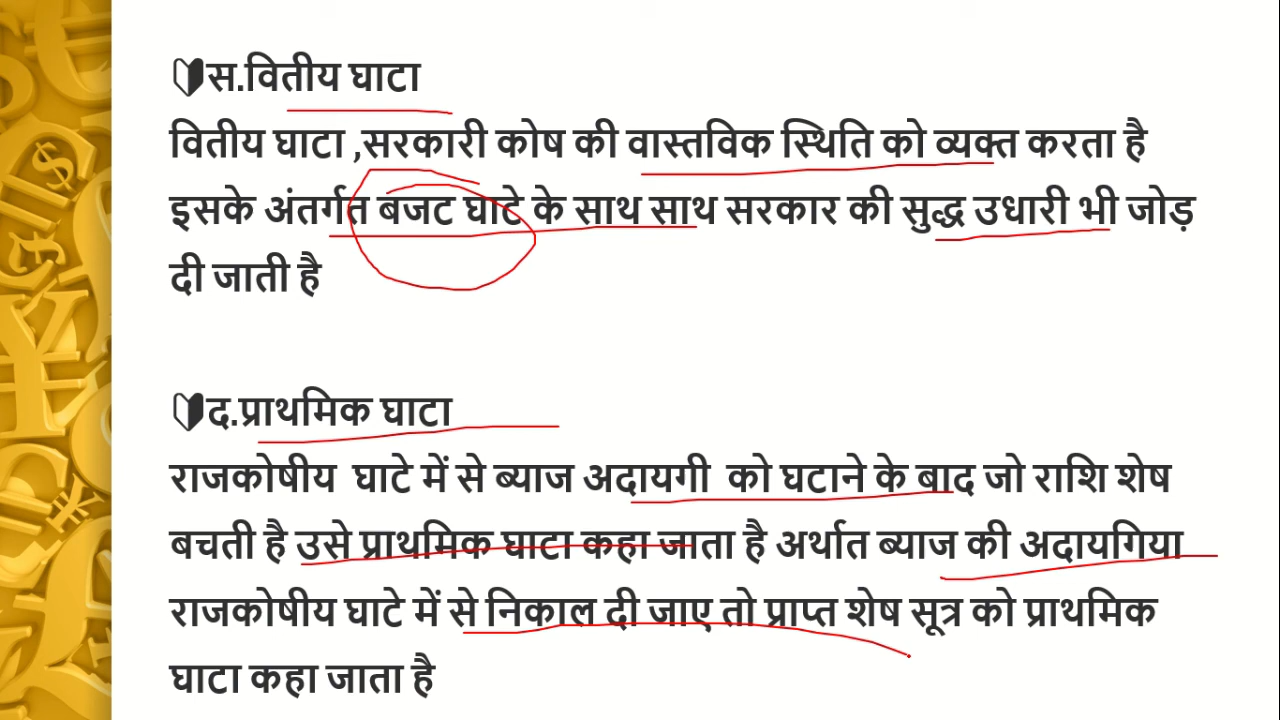 🔰स.वितीय घाटा
वितीय घाटा ,सरकारी कोष की वास्तविक स्थिति को व्यक्त करता है
इसके अंतर्गत बजट घाटे के साथ साथ सरकार की सुद्ध उधारी भी जोड़
दी जाती है
🔰द.प्राथमिक घाटा
राजकोषीय घाटे में से ब्याज अदायगी को घटाने के बाद जो राशि शेष
बचती है उसे प्राथमिक घाटा कहा जाता है अर्थात ब्याज की अदायगिया
राजकोषीय घाटे में से निकाल दी जाए तो प्राप्त शेष सूत्र को प्राथमिक
घाटा कहा जाता है